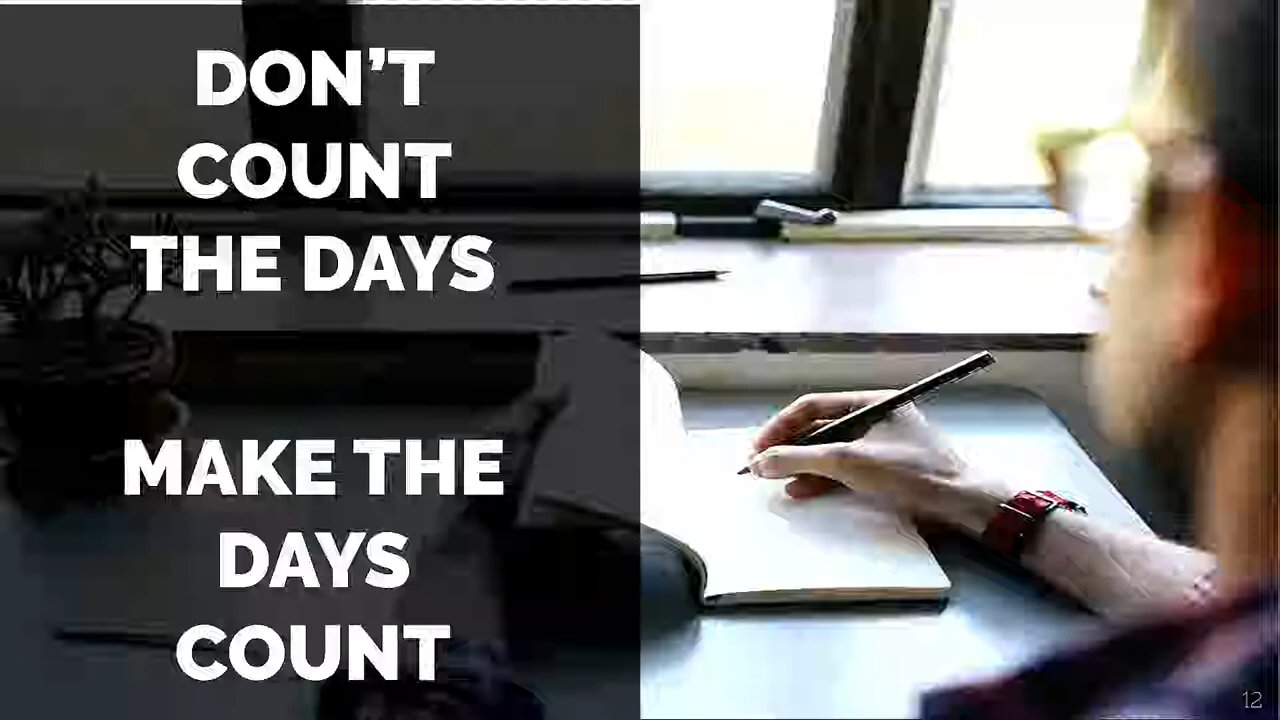 DON’T
COUNT
THE DAYS
MAKE THE
DAYS
COUNT
12